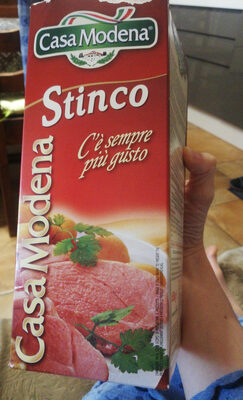 Casa Modena
Stinco
C'è sempre
più gusto
Casa Modena